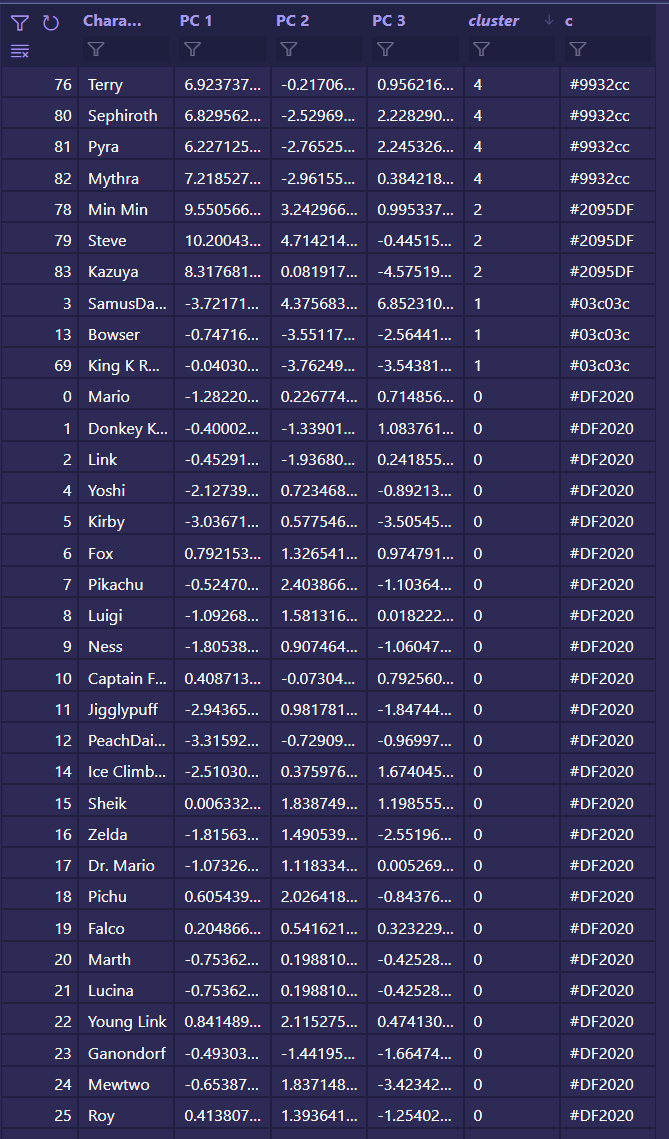 Chara... PC 1 PC 2 PC 3 cluster ↓ c
76 Terry 6.923737... -0.21706... 0.956216... 4 #9932cc
80 Sephiroth 6.829562... -2.52969... 2.228290... 4 #9932cc
81 Pyra 6.227125... -2.76525... 2.245326... 4 #9932cc
82 Mythra 7.218527... -2.96155... 0.384218... 4 #9932cc
78 Min Min 9.550566... 3.242966... 0.995337... 2 #2095DF
79 Steve 10.20043... 4.714214... -0.44515... 2 #2095DF
83 Kazuya 8.317681... 0.081917... -4.57519... 2 #2095DF
3 SamusDa... -3.72171... 4.375683... 6.852310... 1 #03c03c
13 Bowser -0.74716... -3.55117... -2.56441... 1 #03c03c
69 King K R... -0.04030... -3.76249... -3.54381... 1 #03c03c
0 Mario -1.28220... 0.226774... 0.714856... 0 #DF2020
1 Donkey K... -0.40002... -1.33901... 1.083761... 0 #DF2020
2 Link -0.45291... -1.93680... 0.241855... 0 #DF2020
4 Yoshi -2.12739... 0.723468... -0.89213... 0 #DF2020
5 Kirby -3.03671... 0.577546... -3.50545... 0 #DF2020
6 Fox 0.792153... 1.326541... 0.974791... 0 #DF2020
7 Pikachu -0.52470... 2.403866... -1.10364... 0 #DF2020
8 Luigi -1.09268... 1.581316... 0.018222... 0 #DF2020
9 Ness -1.80538... 0.907464... -1.06047... 0 #DF2020
10 Captain F... 0.408713... -0.07304... 0.792560... 0 #DF2020
11 Jigglypuff -2.94365... 0.981781... -1.84744... 0 #DF2020
12 PeachDai... -3.31592... -0.72909... -0.96997... 0 #DF2020
14 Ice Climb... -2.51030... 0.375976... 1.674045... 0 #DF2020
15 Sheik 0.006332... 1.838749... 1.198555... 0 #DF2020
16 Zelda -1.81563... 1.490539... -2.55196... 0 #DF2020
17 Dr. Mario -1.07326... 1.118334... 0.005269... 0 #DF2020
18 Pichu 0.605439... 2.026418... -0.84376... 0 #DF2020
19 Falco 0.204866... 0.541621... 0.323229... 0 #DF2020
20 Marth -0.75362... 0.198810... -0.42528... 0 #DF2020
21 Lucina -0.75362... 0.198810... -0.42528... 0 #DF2020
22 Young Link 0.841489... 2.115275... 0.474130... 0 #DF2020
23 Ganondorf -0.49303... -1.44195... -1.66474... 0 #DF2020
24 Mewtwo -0.65387... 1.837148... -3.42342... 0 #DF2020
25 Roy 0.413807... 1.393641... -1.25402... 0 #DF2020